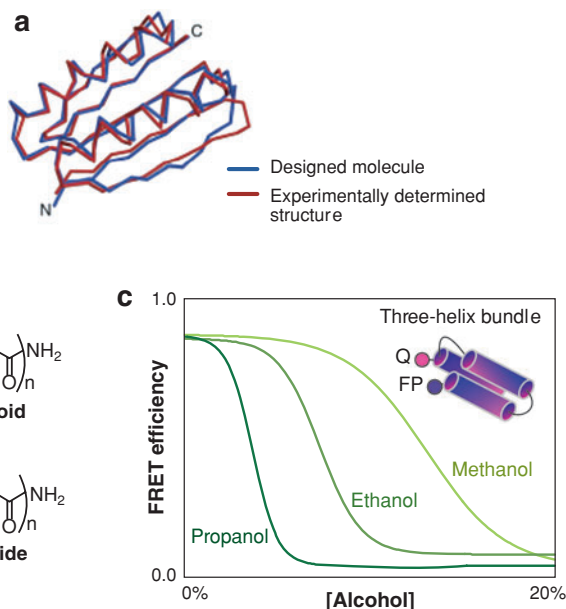 a
C
N
Designed molecule
Experimentally determined
structure
NH2
O
n
oid
NH2
O
n
ide
c
1.0
Three-helix bundle
Q
FP
FRET efficiency
Methanol
Ethanol
Propanol
0.0
0%
20%
[Alcohol]